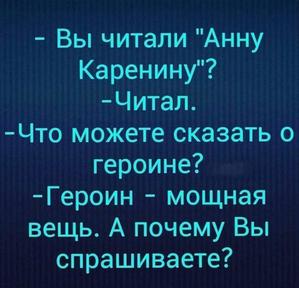 - Вы читали "Анну
Каренину"?
-Читал.
-Что можете сказать о
героине?
-Героин - мощная
вещь. А почему Вы
спрашиваете?